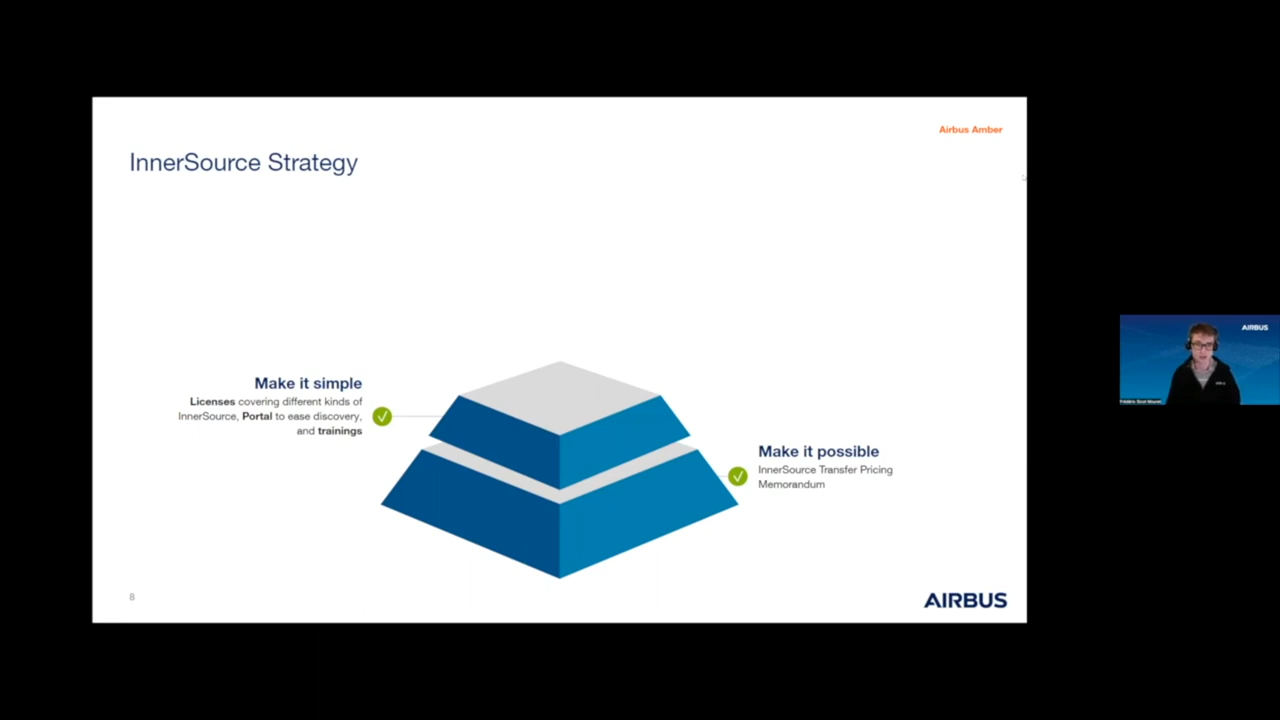 Airbus Amber
InnerSource Strategy
Make it simple
Licenses covering different kinds of
InnerSource, Portal to ease discovery,
and trainings
Make it possible
InnerSource Transfer Pricing
Memorandum
8
AIRBUS
AIRBUS